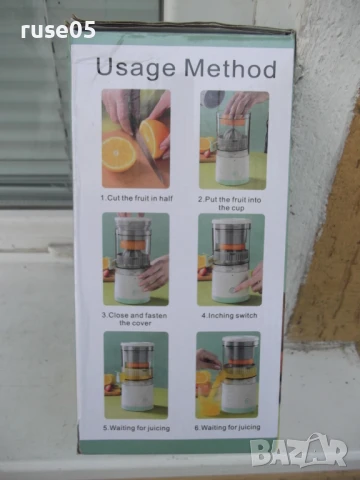 ruse05
Usage Method
1.Cut the fruit in half
2.Put the fruit into
the cup
3.Close and fasten
the cover
4.Inching switch
5.Waiting for juicing
6.Waiting for juicing
bazar